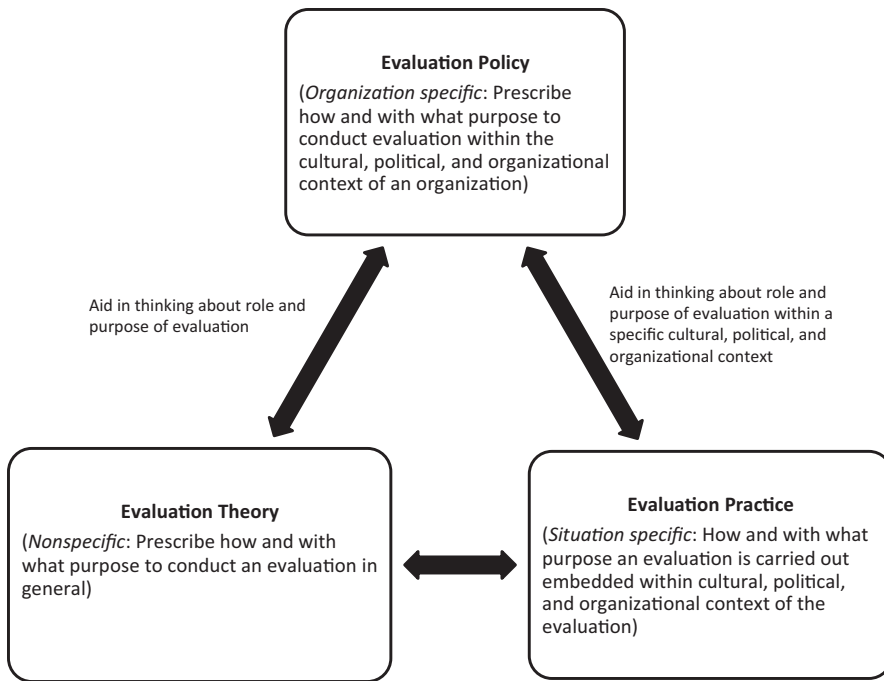 Evaluation Policy
(Organization specific: Prescribe
how and with what purpose to
conduct evaluation within the
cultural, political, and organizational
context of an organization)
Aid in thinking about role and
purpose of evaluation
Aid in thinking about role and
purpose of evaluation within a
specific cultural, political, and
organizational context
Evaluation Theory
(Nonspecific: Prescribe how and with
what purpose to conduct an evaluation in
general)
Evaluation Practice
(Situation specific: How and with what
purpose an evaluation is carried out
embedded within cultural, political,
and organizational context of the
evaluation)